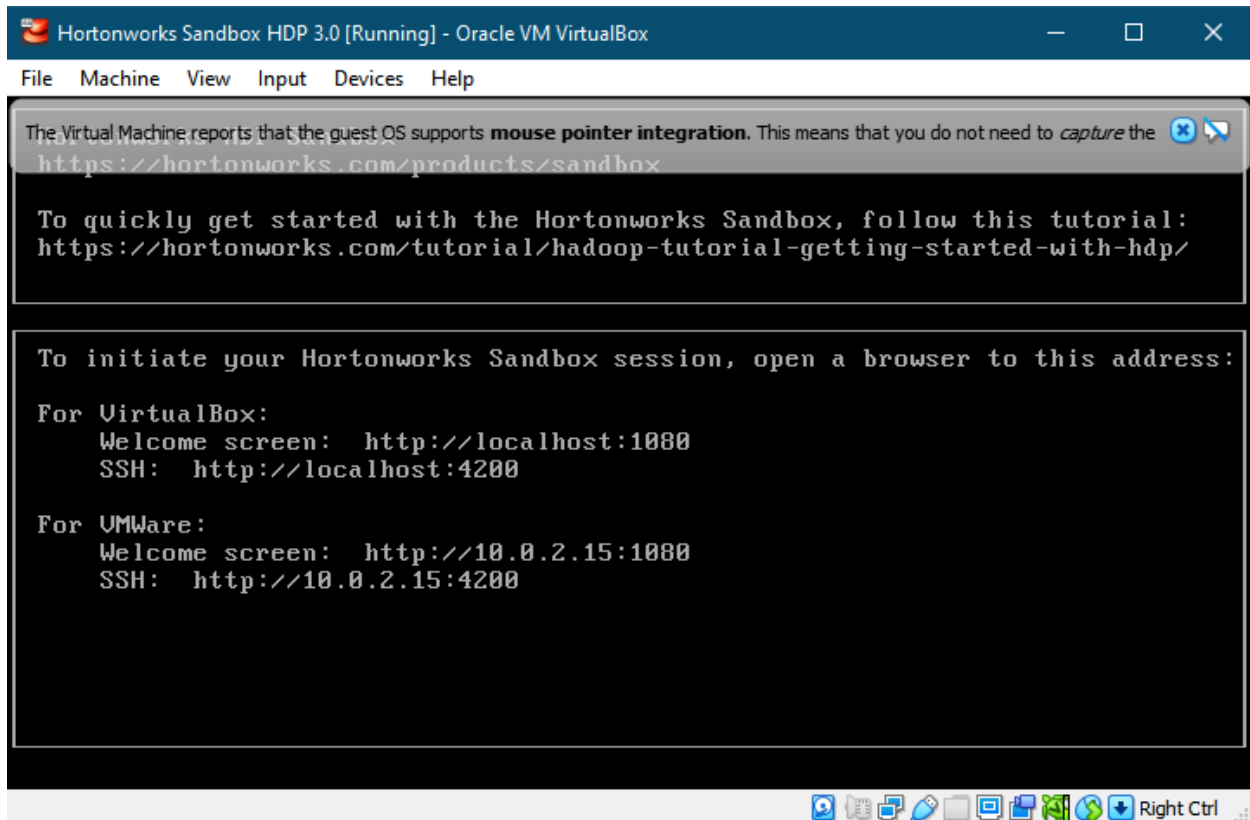 Hortonworks Sandbox HDP 3.0 [Running] - Oracle VM VirtualBox
File Machine View Input Devices Help
The Virtual Machine reports that the guest OS supports mouse pointer integration. This means that you do not need to capture the
https://hortonworks.com/products/sandbox
To quickly get started with the Hortonworks Sandbox, follow this tutorial:
https://hortonworks.com/tutorial/hadoop-tutorial-getting-started-with-hdp/
To initiate your Hortonworks Sandbox session, open a browser to this address:
For VirtualBox:
Welcome screen: http://localhost:1080
SSH: http://localhost:4200
For VMWare:
Welcome screen: http://10.0.2.15:1080
SSH: http://10.0.2.15:4200
Right Ctrl